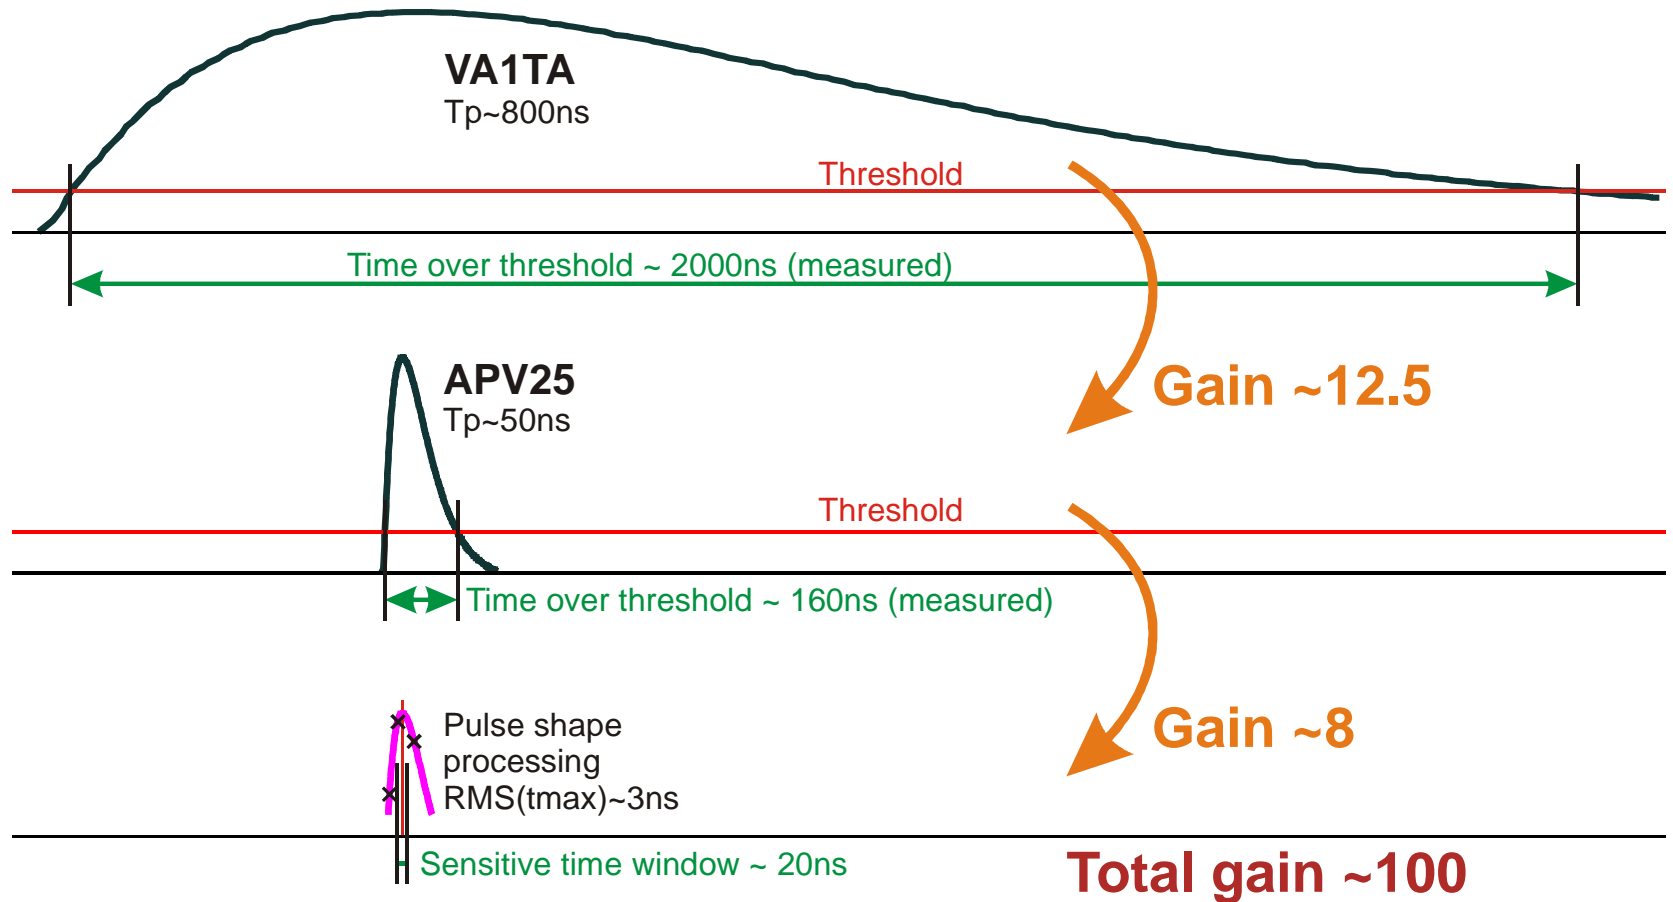 VA1TA
Tp~800ns
Threshold
Time over threshold ~ 2000ns (measured)
APV25
Tp~50ns
Gain ~12.5
Threshold
Time over threshold ~ 160ns (measured)
Pulse shape
processing
RMS(tmax)~3ns
Gain ~8
Sensitive time window ~ 20ns
Total gain ~100